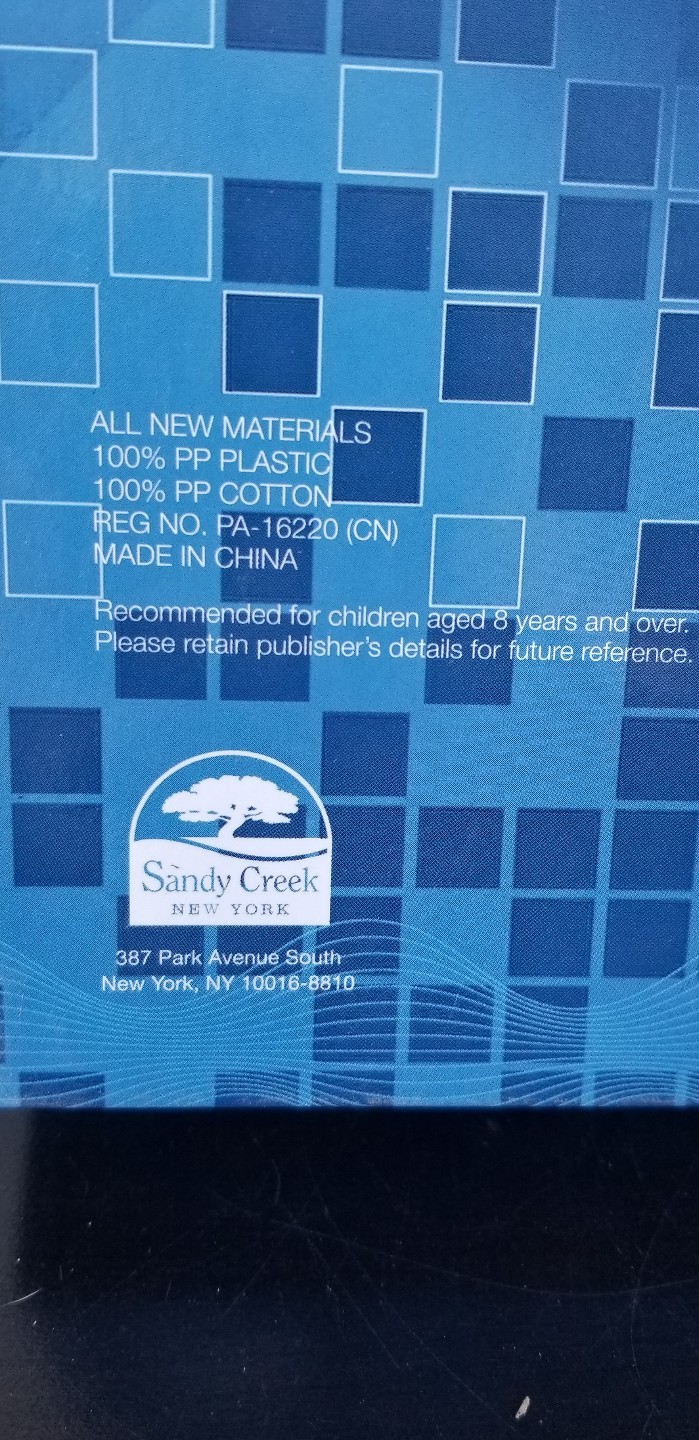 ALL NEW MATERIALS
100% PP PLASTIC
100% PP COTTON
REG NO. PA-16220 (CN)
MADE IN CHINA
Recommended for children aged 8 years and over.
Please retain publisher's details for future reference.
Sandy Creek
NEW YORK
387 Park Avenue South
New York, NY 10016-8810